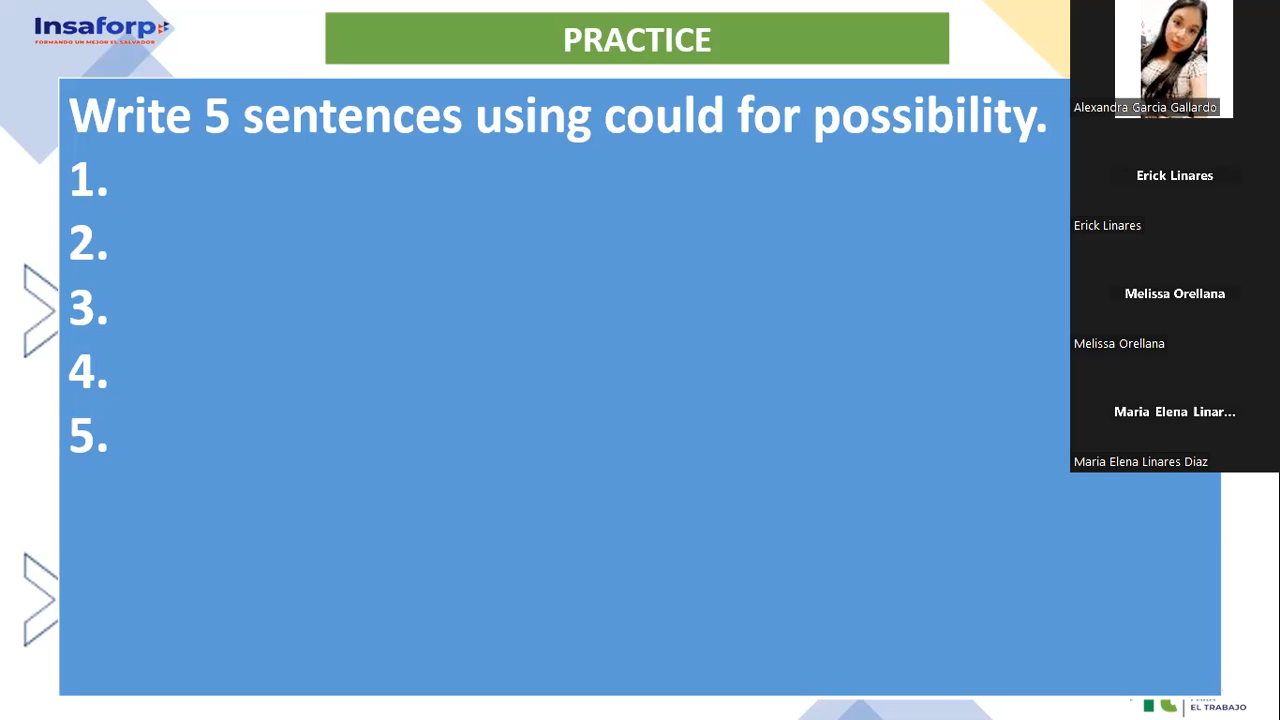 Insaforp
FORMANDO UN MEJOR EL SALVADOR
PRACTICE
Write 5 sentences using could for possibility.
1.
2.
3.
4.
5.
Alexandra Garcia Gallardo
Erick Linares
Erick Linares
Melissa Orellana
Melissa Orellana
Maria Elena Linar...
Maria Elena Linares Diaz
EL TRABAJO